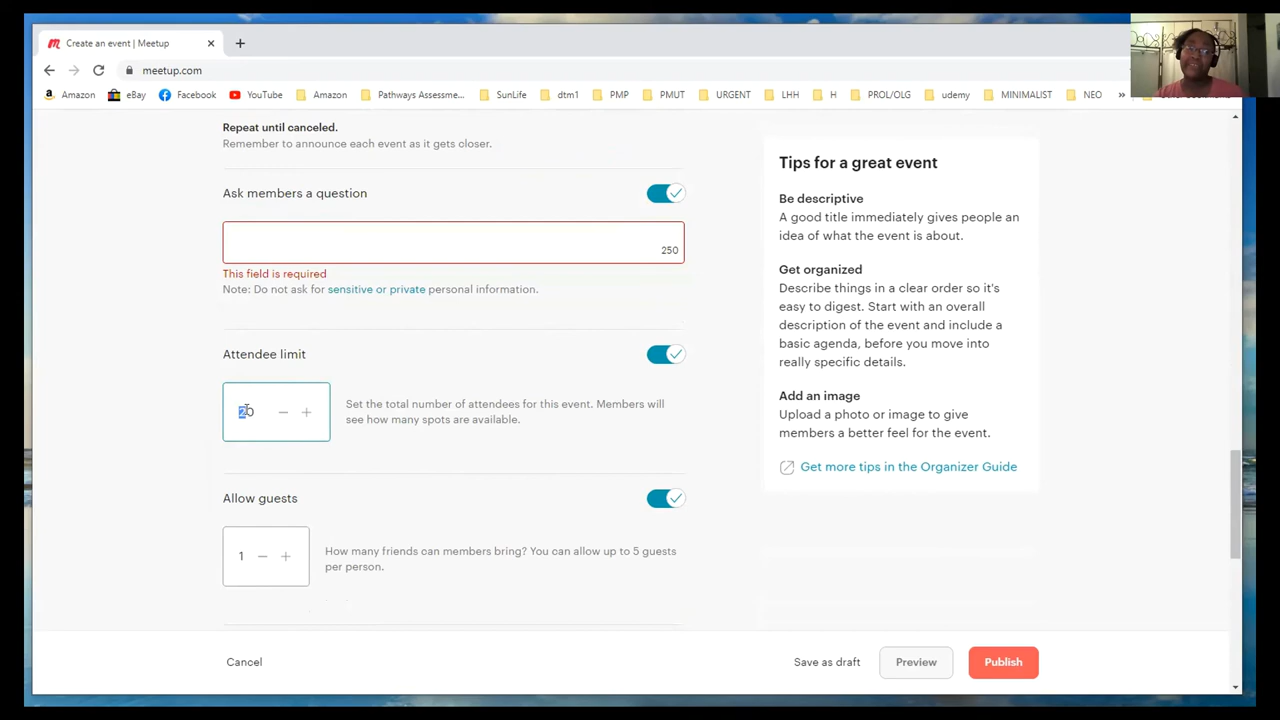 Create an event | Meetup
meetup.com
Amazon eBay Facebook YouTube Amazon Pathways Assessme... SunLife dtm1 PMP PMUT URGENT LHH H PROL/OLG udemy MINIMALIST NEO »
Repeat until canceled.
Remember to announce each event as it gets closer.
Ask members a question
250
This field is required
Note: Do not ask for sensitive or private personal information.
Attendee limit
20
Set the total number of attendees for this event. Members will
see how many spots are available.
Allow guests
1
How many friends can members bring? You can allow up to 5 guests
per person.
Tips for a great event
Be descriptive
A good title immediately gives people an
idea of what the event is about.
Get organized
Describe things in a clear order so it's
easy to digest. Start with an overall
description of the event and include a
basic agenda, before you move into
really specific details.
Add an image
Upload a photo or image to give
members a better feel for the event.
Get more tips in the Organizer Guide
Cancel
Save as draft
Preview
Publish